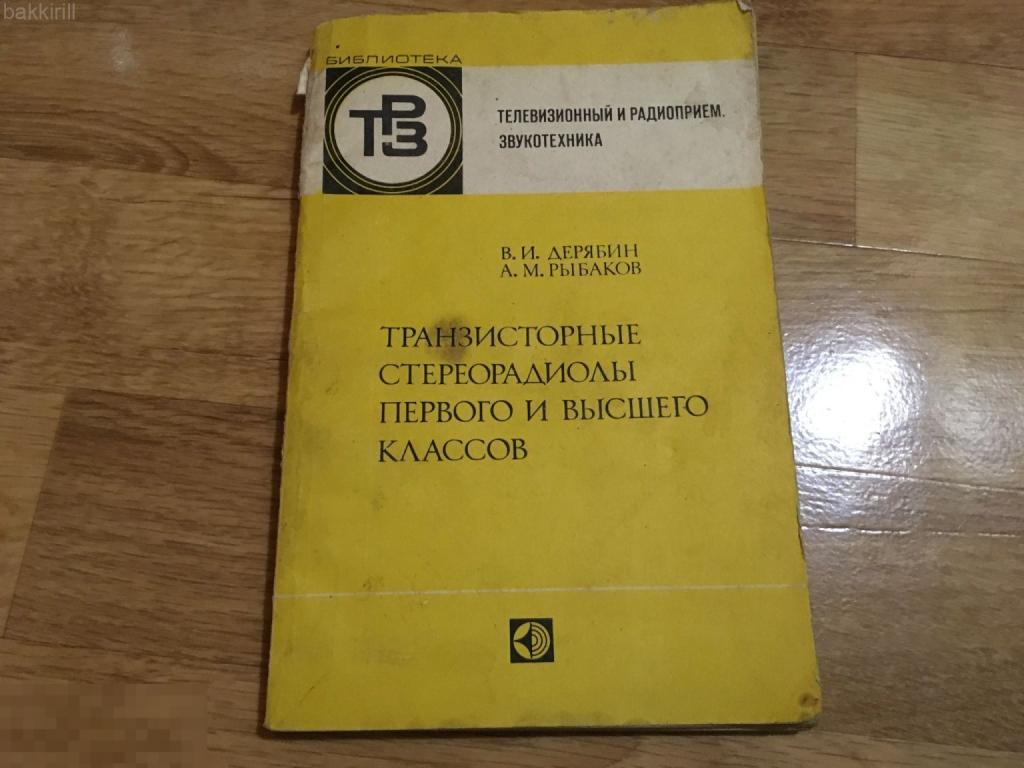 bakkirill
БИБЛИОТЕКА
ТРЗ
ТЕЛЕВИЗИОННЫЙ И РАДИОПРИЕМ.
ЗВУКОТЕХНИКА
В. И. ДЕРЯБИН
А. М. РЫБАКОВ
ТРАНЗИСТОРНЫЕ
СТЕРЕОРАДИОЛЫ
ПЕРВОГО И ВЫСШЕГО
КЛАССОВ